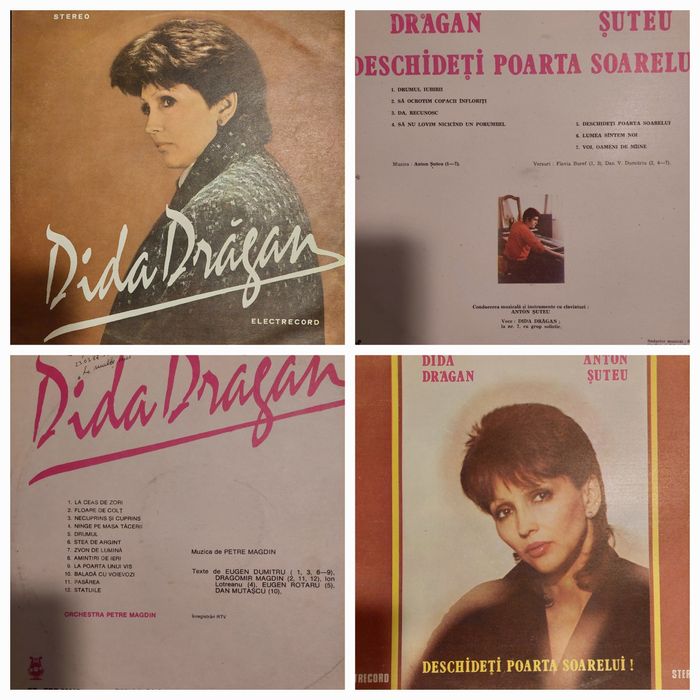 STEREO
Dida Drăgan
ELECTRECORD
DRĂGAN ŞUTEU
DESCHIDEŢI POARTA SOARELU
1. DRUMUL IUBIRII
2. SĂ OCROTIM COPACII ÎNFLORIŢI
3. DA, RECUNOSC
4. SĂ NU LOVIM NICICÎND UN PORUMBEL
5. DESCHIDEŢI POARTA SOARELUI
6. LUMEA SÎNTEM NOI
7. VOI, OAMENI DE MÎINE
Muzica : Anton Şuteu (1—7).
Versuri : Flavia Buref (1, 3), Dan V. Dumitriu (2, 4—7).
Conducerea muzicală şi instrumente cu claviaturi :
ANTON ŞUTEU
Voce : DIDA DRĂGAN ;
la nr. 7, cu grup solistic.
muzical :
Dida Drăgan
1. LA CEAS DE ZORI
2. FLOARE DE COLŢ
3. NECUPRINS ŞI CUPRINS
4. NINGE PE MASA TĂCERII
5. DRUMUL
6. STEA DE ARGINT
7. ZVON DE LUMINĂ
8. AMINTIRI DE IERI
9. LA POARTA UNUI VIS
10. BALADĂ CU VOIEVOZI
11. PASĂREA
12. STATUILE
Muzica de PETRE MAGDIN
Texte de EUGEN DUMITRU ( 1, 3, 6—9),
DRAGOMIR MAGDIN (2, 11, 12), Ion
Lotreanu (4), EUGEN ROTARU (5),
DAN MUTAŞCU (10).
ORCHESTRA PETRE MAGDIN
Înregistrări RTV
DIDA ANTON
DRĂGAN ŞUTEU
DESCHIDEŢI POARTA SOARELUI !
TRECORD STER